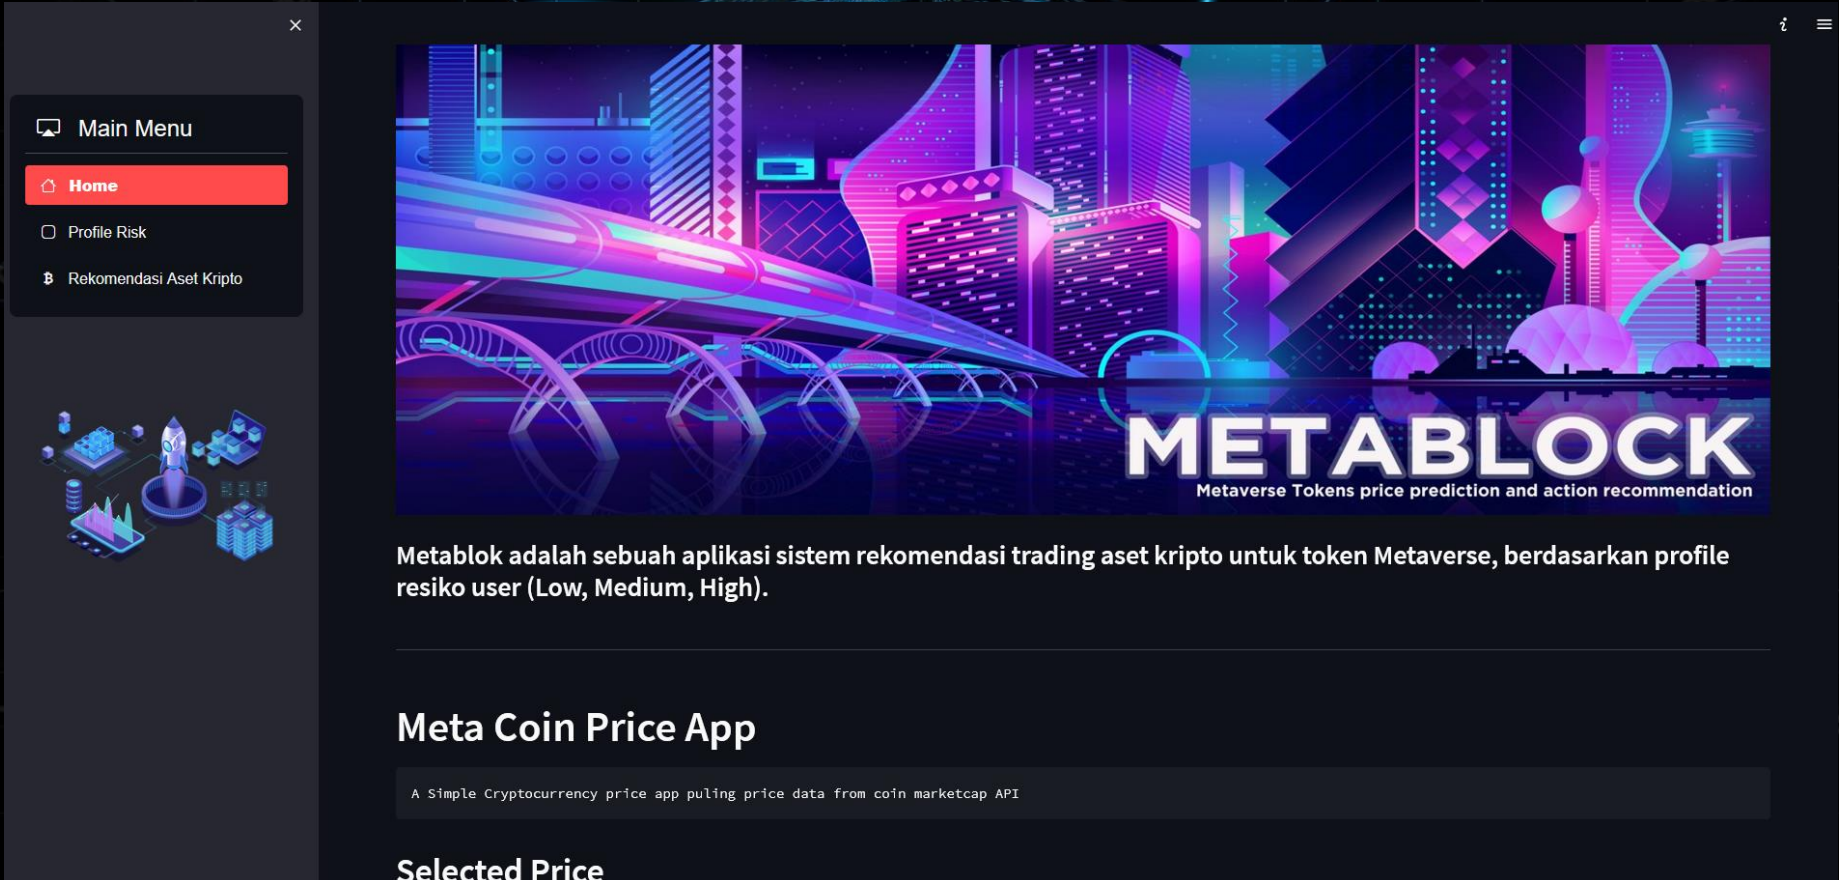 Main Menu
Home
Profile Risk
Rekomendasi Aset Kripto
METABLOCK
Metaverse Tokens price prediction and action recommendation
Metablok adalah sebuah aplikasi sistem rekomendasi trading aset kripto untuk token Metaverse, berdasarkan profile
resiko user (Low, Medium, High).
Meta Coin Price App
A Simple Cryptocurrency price app puling price data from coin marketcap API
Selected Price